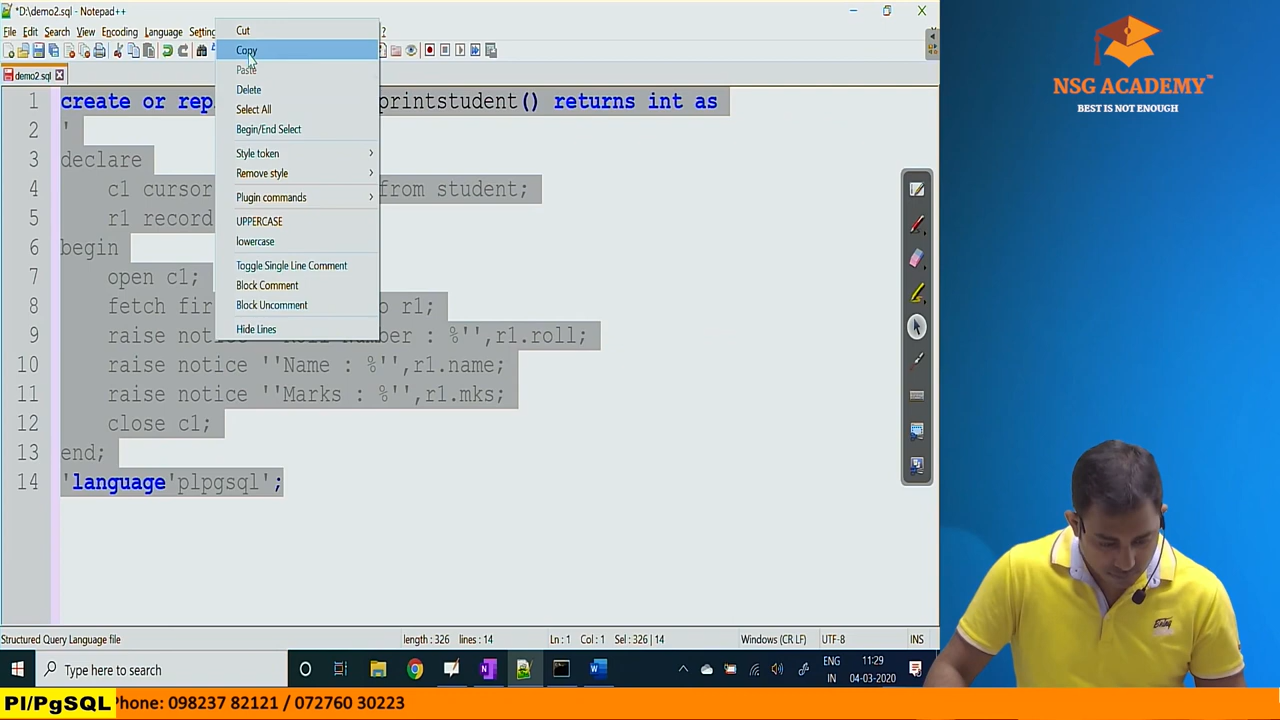 *D:\demo2.sql - Notepad++
File Edit Search View Encoding Language Setting ?
demo2.sql
Cut
Copy
Paste
Delete
Select All
Begin/End Select
Style token
Remove style
Plugin commands
UPPERCASE
lowercase
Toggle Single Line Comment
Block Comment
Block Uncomment
Hide Lines
1 create or rep printstudent() returns int as
2 '
3 declare
4 c1 cursor from student;
5 r1 record
6 begin
7 open c1;
8 fetch fir r1;
9 raise not : %'',r1.roll;
10 raise notice ''Name : %'',r1.name;
11 raise notice ''Marks : %'',r1.mks;
12 close c1;
13 end;
14 'language'plpgsql';
Structured Query Language file length : 326 lines : 14 Ln : 1 Col : 1 Sel : 326 | 14 Windows (CR LF) UTF-8 INS
Type here to search
ENG
IN
11:29
04-03-2020
NSG ACADEMY™
BEST IS NOT ENOUGH
Pl/PgSQL Phone: 098237 82121 / 072760 30223